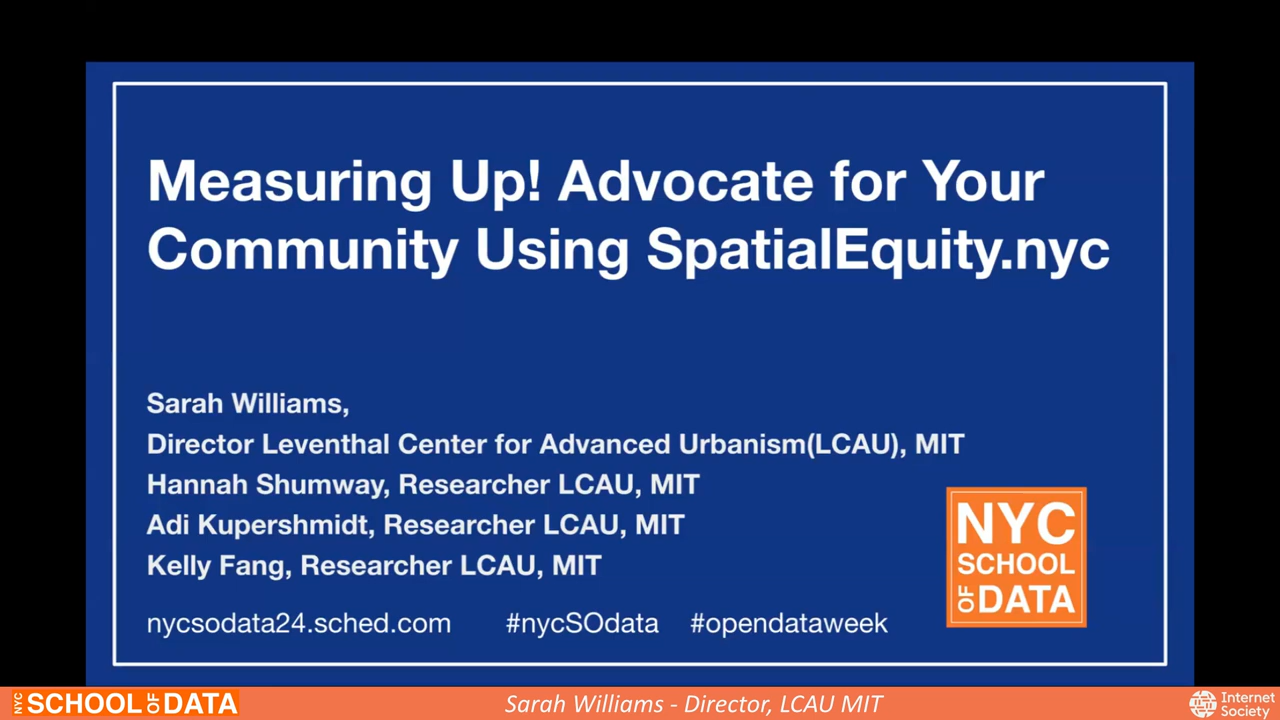 Measuring Up! Advocate for Your
Community Using SpatialEquity.nyc
Sarah Williams,
Director Leventhal Center for Advanced Urbanism(LCAU), MIT
Hannah Shumway, Researcher LCAU, MIT
Adi Kupershmidt, Researcher LCAU, MIT
Kelly Fang, Researcher LCAU, MIT
nycsodata24.sched.com #nycSOdata #opendataweek
NYC
SCHOOL
OF DATA
NYC SCHOOL OF DATA
Sarah Williams - Director, LCAU MIT
Internet
Society